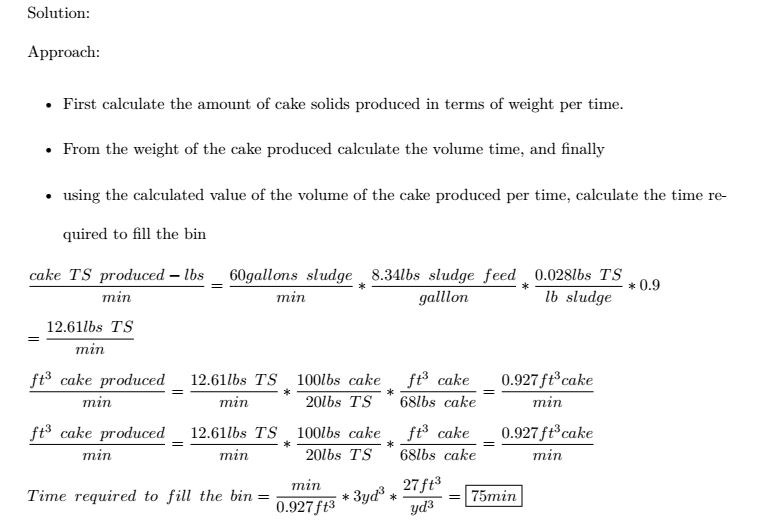 Solution:
Approach:
• First calculate the amount of cake solids produced in terms of weight per time.
• From the weight of the cake produced calculate the volume time, and finally
• using the calculated value of the volume of the cake produced per time, calculate the time re-
quired to fill the bin
\frac{cake TS produced − lbs}{min} = \frac{60gallons sludge}{min} * \frac{8.34lbs sludge feed}{galllon} * \frac{0.028lbs TS}{lb sludge} * 0.9
= \frac{12.61lbs TS}{min}
\frac{ft^3 cake produced}{min} = \frac{12.61lbs TS}{min} * \frac{100lbs cake}{20lbs TS} * \frac{ft^3 cake}{68lbs cake} = \frac{0.927ft^3cake}{min}
\frac{ft^3 cake produced}{min} = \frac{12.61lbs TS}{min} * \frac{100lbs cake}{20lbs TS} * \frac{ft^3 cake}{68lbs cake} = \frac{0.927ft^3cake}{min}
Time required to fill the bin = \frac{min}{0.927ft^3} * 3yd^3 * \frac{27ft^3}{yd^3} = 75min